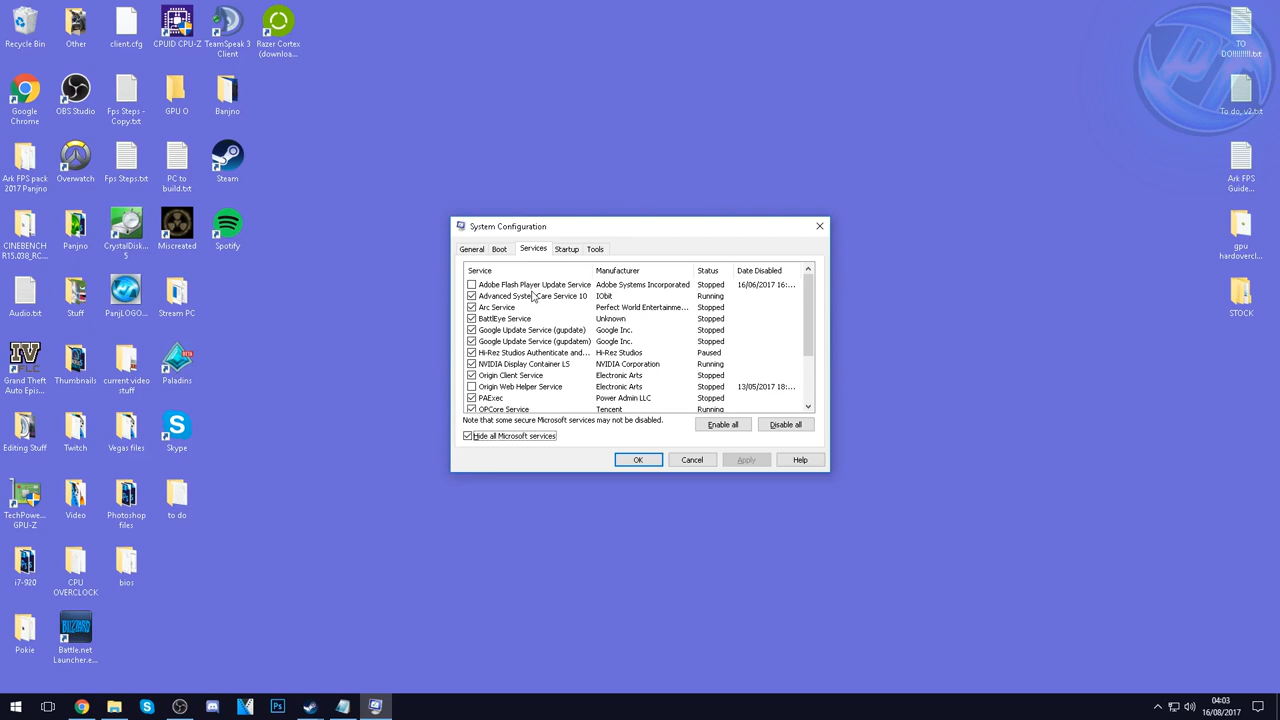 Recycle Bin
Other
client.cfg
CPUID CPU-Z
TeamSpeak 3
Client
Razer Cortex
(downloa...
Google
Chrome
OBS Studio
Fps Steps -
Copy.txt
GPU O
Banjno
Ark FPS pack
2017 Panjno
Overwatch
Fps Steps.txt
PC to
build.txt
Steam
CINEBENCH
R15.038_RC...
Panjno
CrystalDisk...
5
Miscreated
Spotify
Audio.txt
Stuff
PanjLOGO...
Stream PC
IV
FLC
Grand Theft
Auto Epis...
Thumbnails
current video
stuff
Paladins
Editing Stuff
Twitch
Vegas files
Skype
TechPowe...
GPU-Z
Video
Photoshop
files
to do
i7-920
CPU
OVERCLOCK
bios
Pokie
BLIZZARD
Battle.net
Launcher.e...
TO
DO!!!!!!!!!.txt
To do, v2.txt
Ark FPS
Guide...
gpu
hardovercl...
STOCK
System Configuration
General
Boot
Services
Startup
Tools
Service Manufacturer Status Date Disabled
Adobe Flash Player Update Service Adobe Systems Incorporated Stopped 16/06/2017 16:...
Advanced SystemCare Service 10 IObit Running
Arc Service Perfect World Entertainme... Stopped
BattlEye Service Unknown Stopped
Google Update Service (gupdate) Google Inc. Stopped
Google Update Service (gupdatem) Google Inc. Stopped
Hi-Rez Studios Authenticate and... Hi-Rez Studios Paused
NVIDIA Display Container LS NVIDIA Corporation Running
Origin Client Service Electronic Arts Stopped
Origin Web Helper Service Electronic Arts Stopped 13/05/2017 18:...
PAExec Power Admin LLC Stopped
QPCore Service Tencent Running
Note that some secure Microsoft services may not be disabled.
Enable all
Disable all
Hide all Microsoft services
OK
Cancel
Apply
Help
04:03
16/08/2017